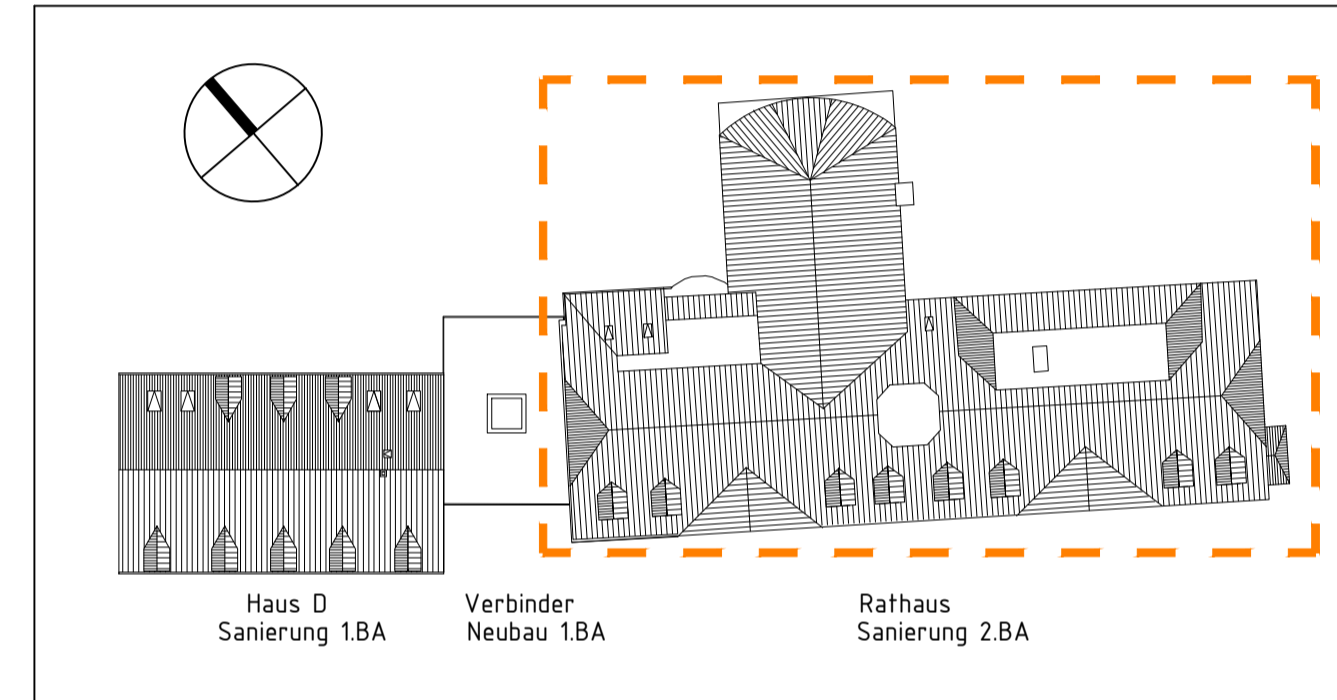 Haus D
Sanierung 1.BA
Verbinder
Neubau 1.BA
Rathaus
Sanierung 2.BA